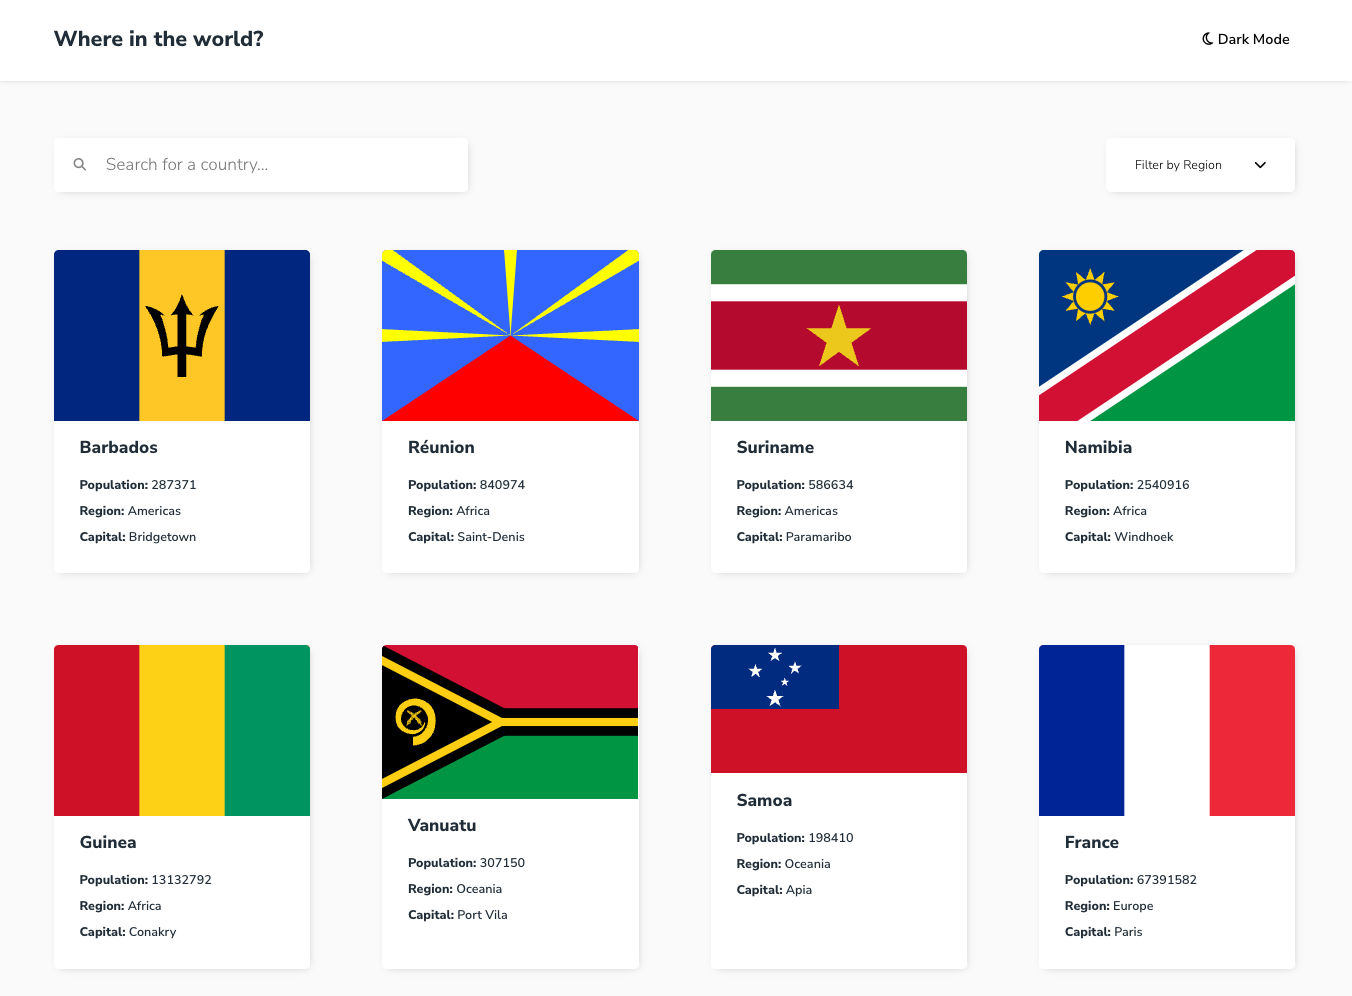 Where in the world?
Dark Mode
Search for a country...
Filter by Region
Barbados
Population: 287371
Region: Americas
Capital: Bridgetown
Réunion
Population: 840974
Region: Africa
Capital: Saint-Denis
Suriname
Population: 586634
Region: Americas
Capital: Paramaribo
Namibia
Population: 2540916
Region: Africa
Capital: Windhoek
Guinea
Population: 13132792
Region: Africa
Capital: Conakry
Vanuatu
Population: 307150
Region: Oceania
Capital: Port Vila
Samoa
Population: 198410
Region: Oceania
Capital: Apia
France
Population: 67391582
Region: Europe
Capital: Paris